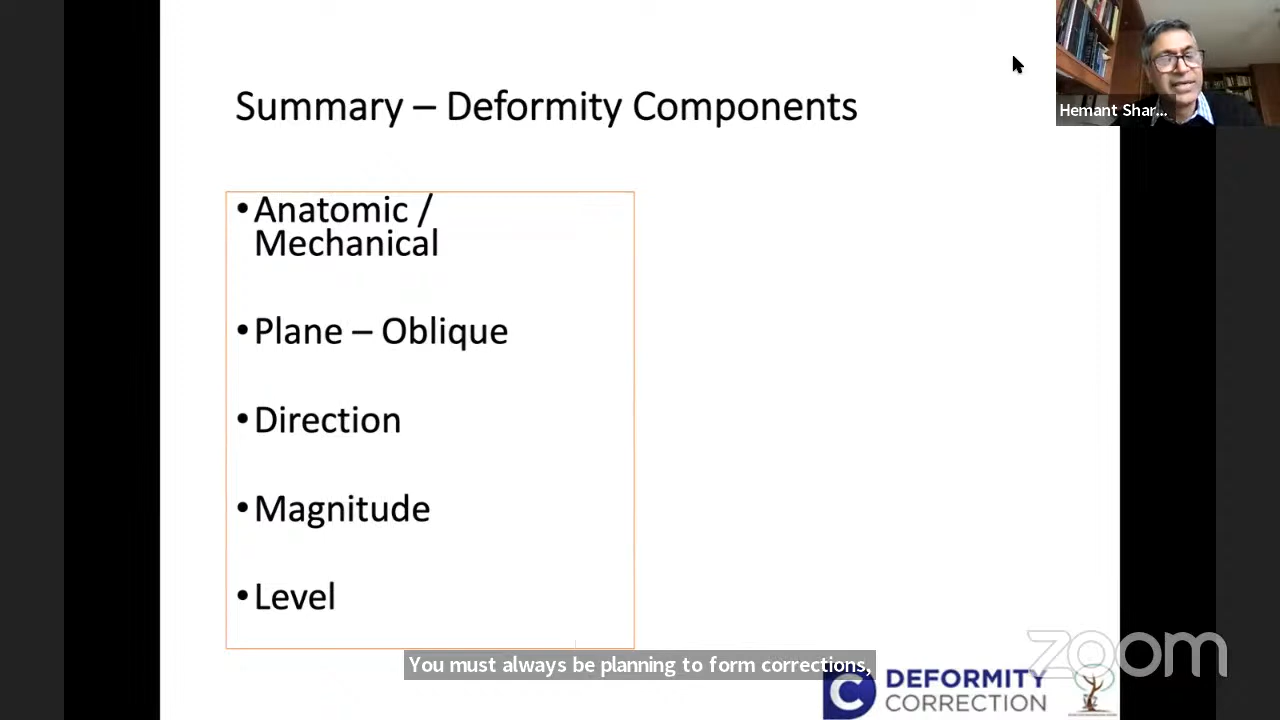 Hemant Shar...
Summary – Deformity Components
• Anatomic /
Mechanical
• Plane – Oblique
• Direction
• Magnitude
• Level
You must always be planning to form corrections,
zoom
C DEFORMITY
CORRECTION